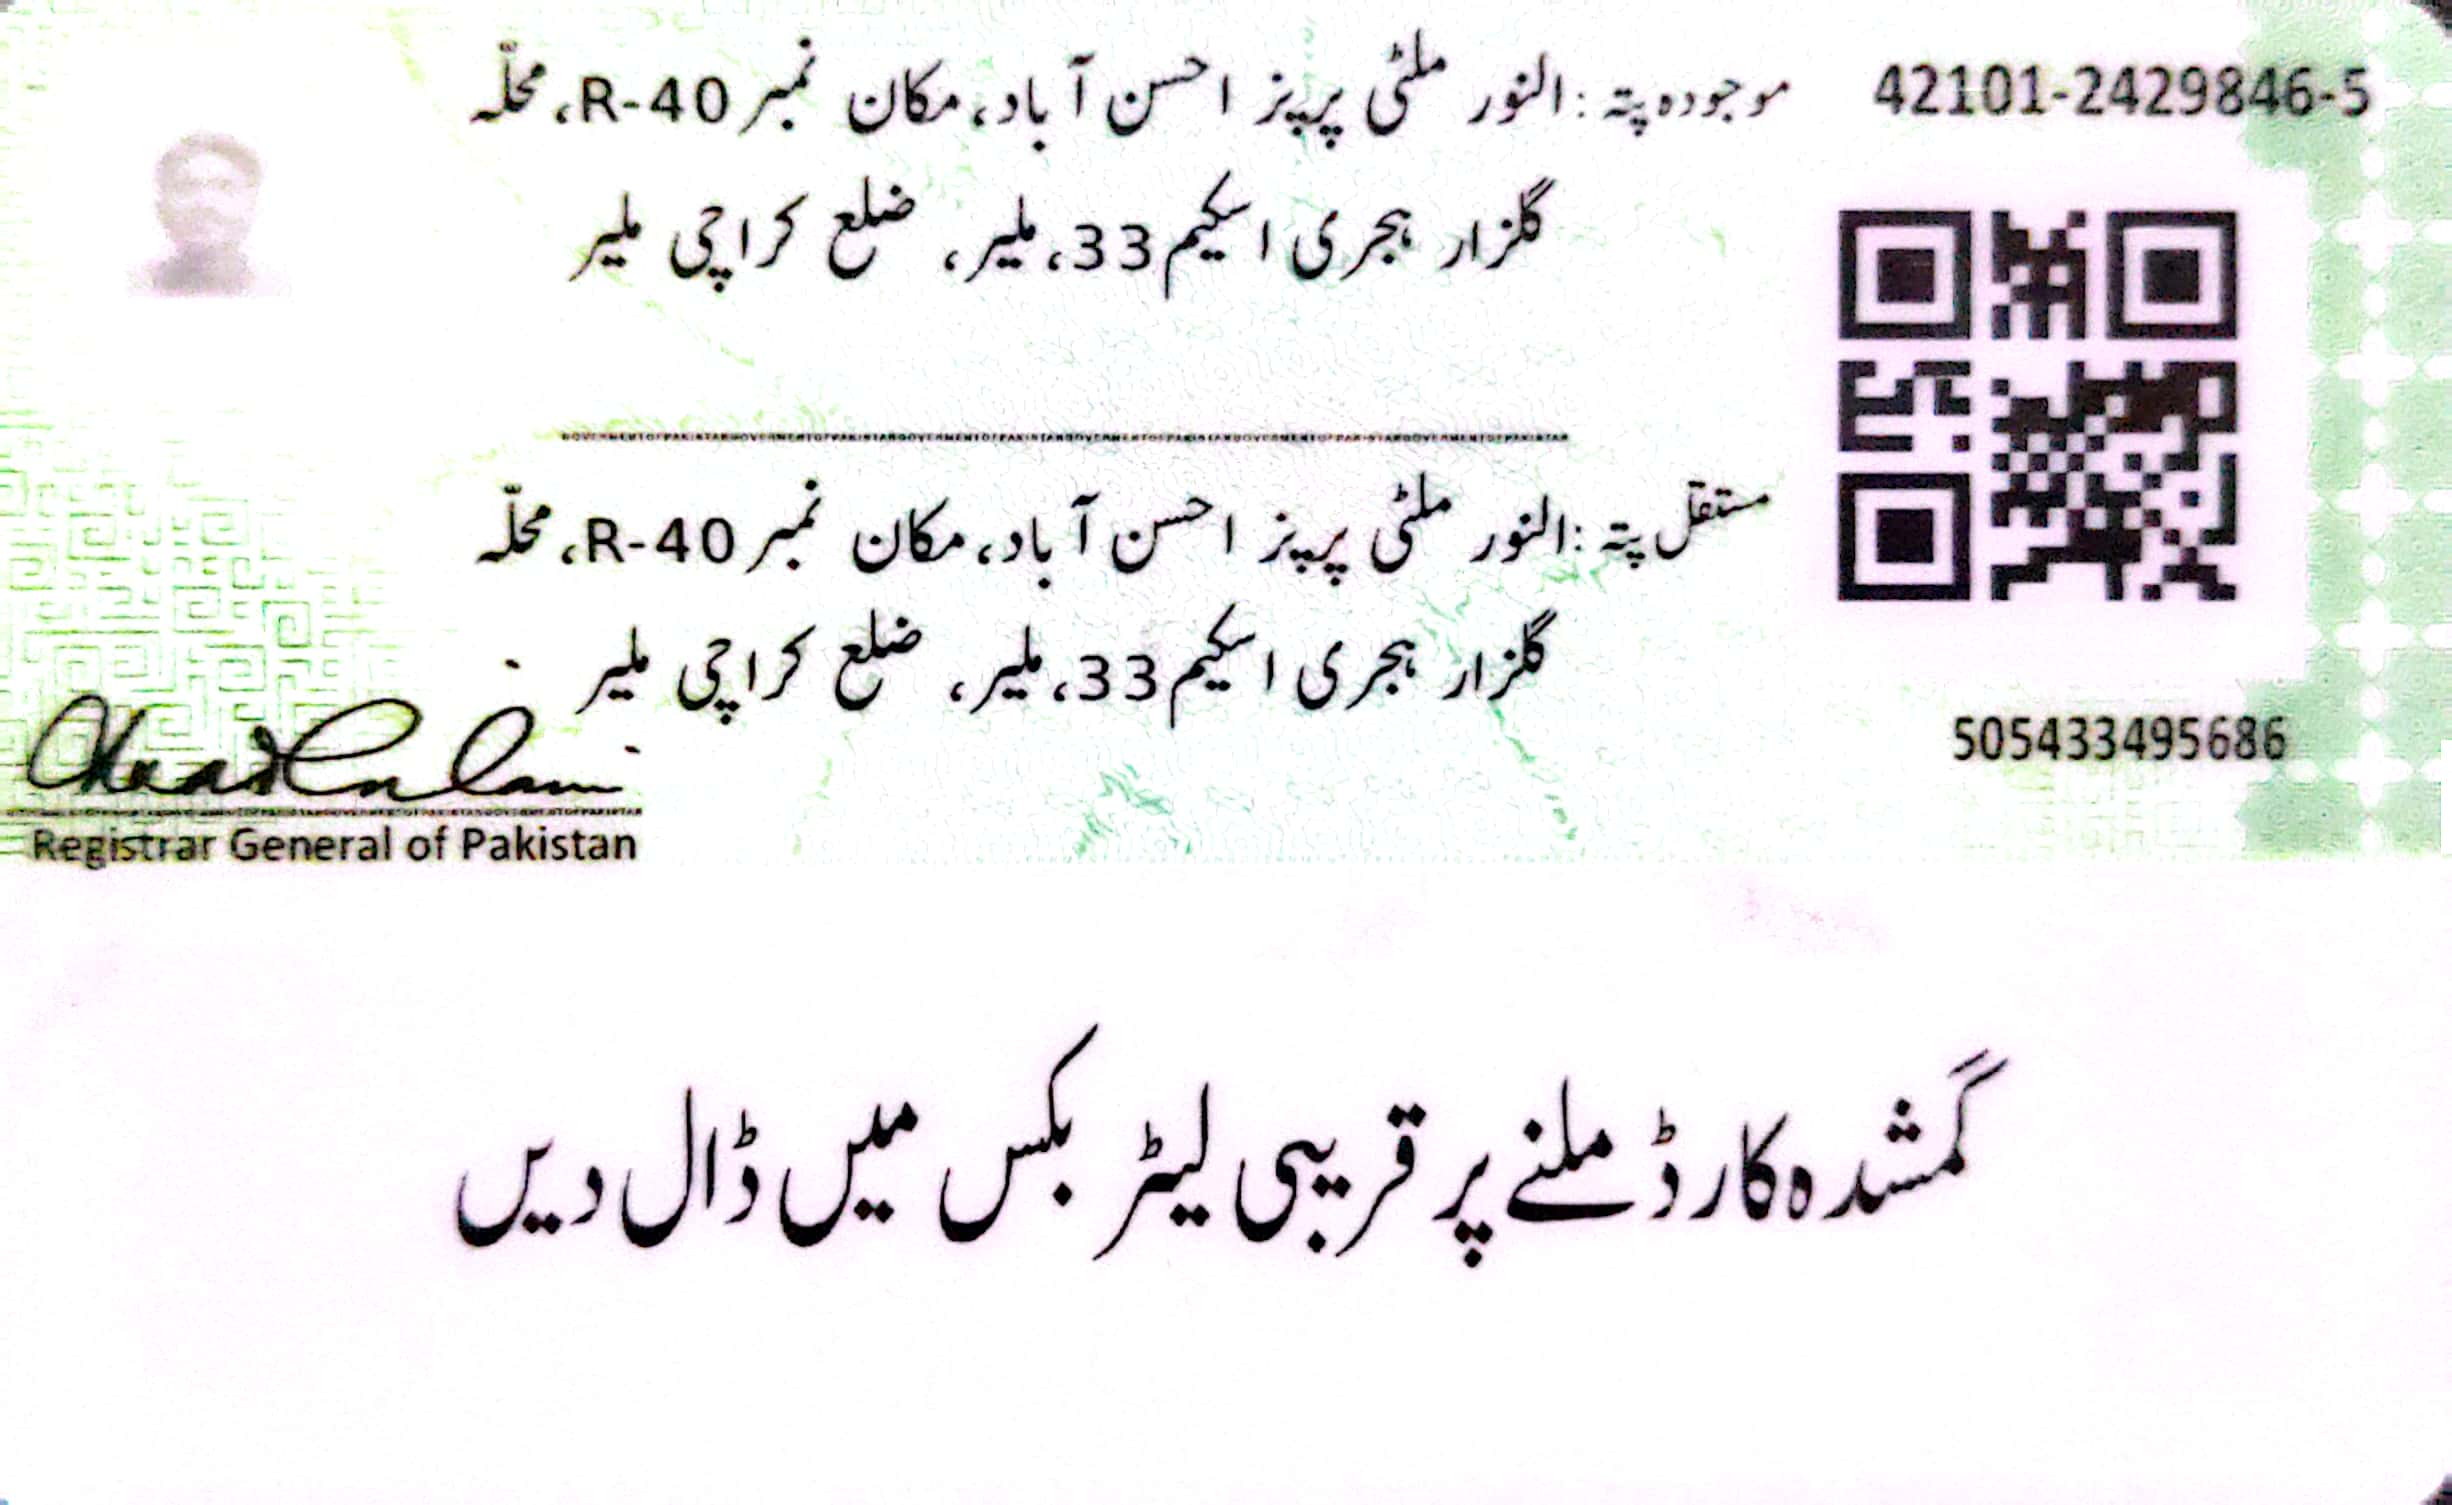 42101-2429846-5
موجودہ پتہ : النور ملٹی پرپز احسن آباد، مکان نمبر R-40، محلّہ
گلزار ہجری اسکیم 33، ملیر، ضلع کراچی ملیر
مستقل پتہ : النور ملٹی پرپز احسن آباد، مکان نمبر R-40، محلّہ
گلزار ہجری اسکیم 33، ملیر، ضلع کراچی ملیر
505433495686
Registrar General of Pakistan
گمشدہ کارڈ ملنے پر قریبی لیٹر بکس میں ڈال دیں